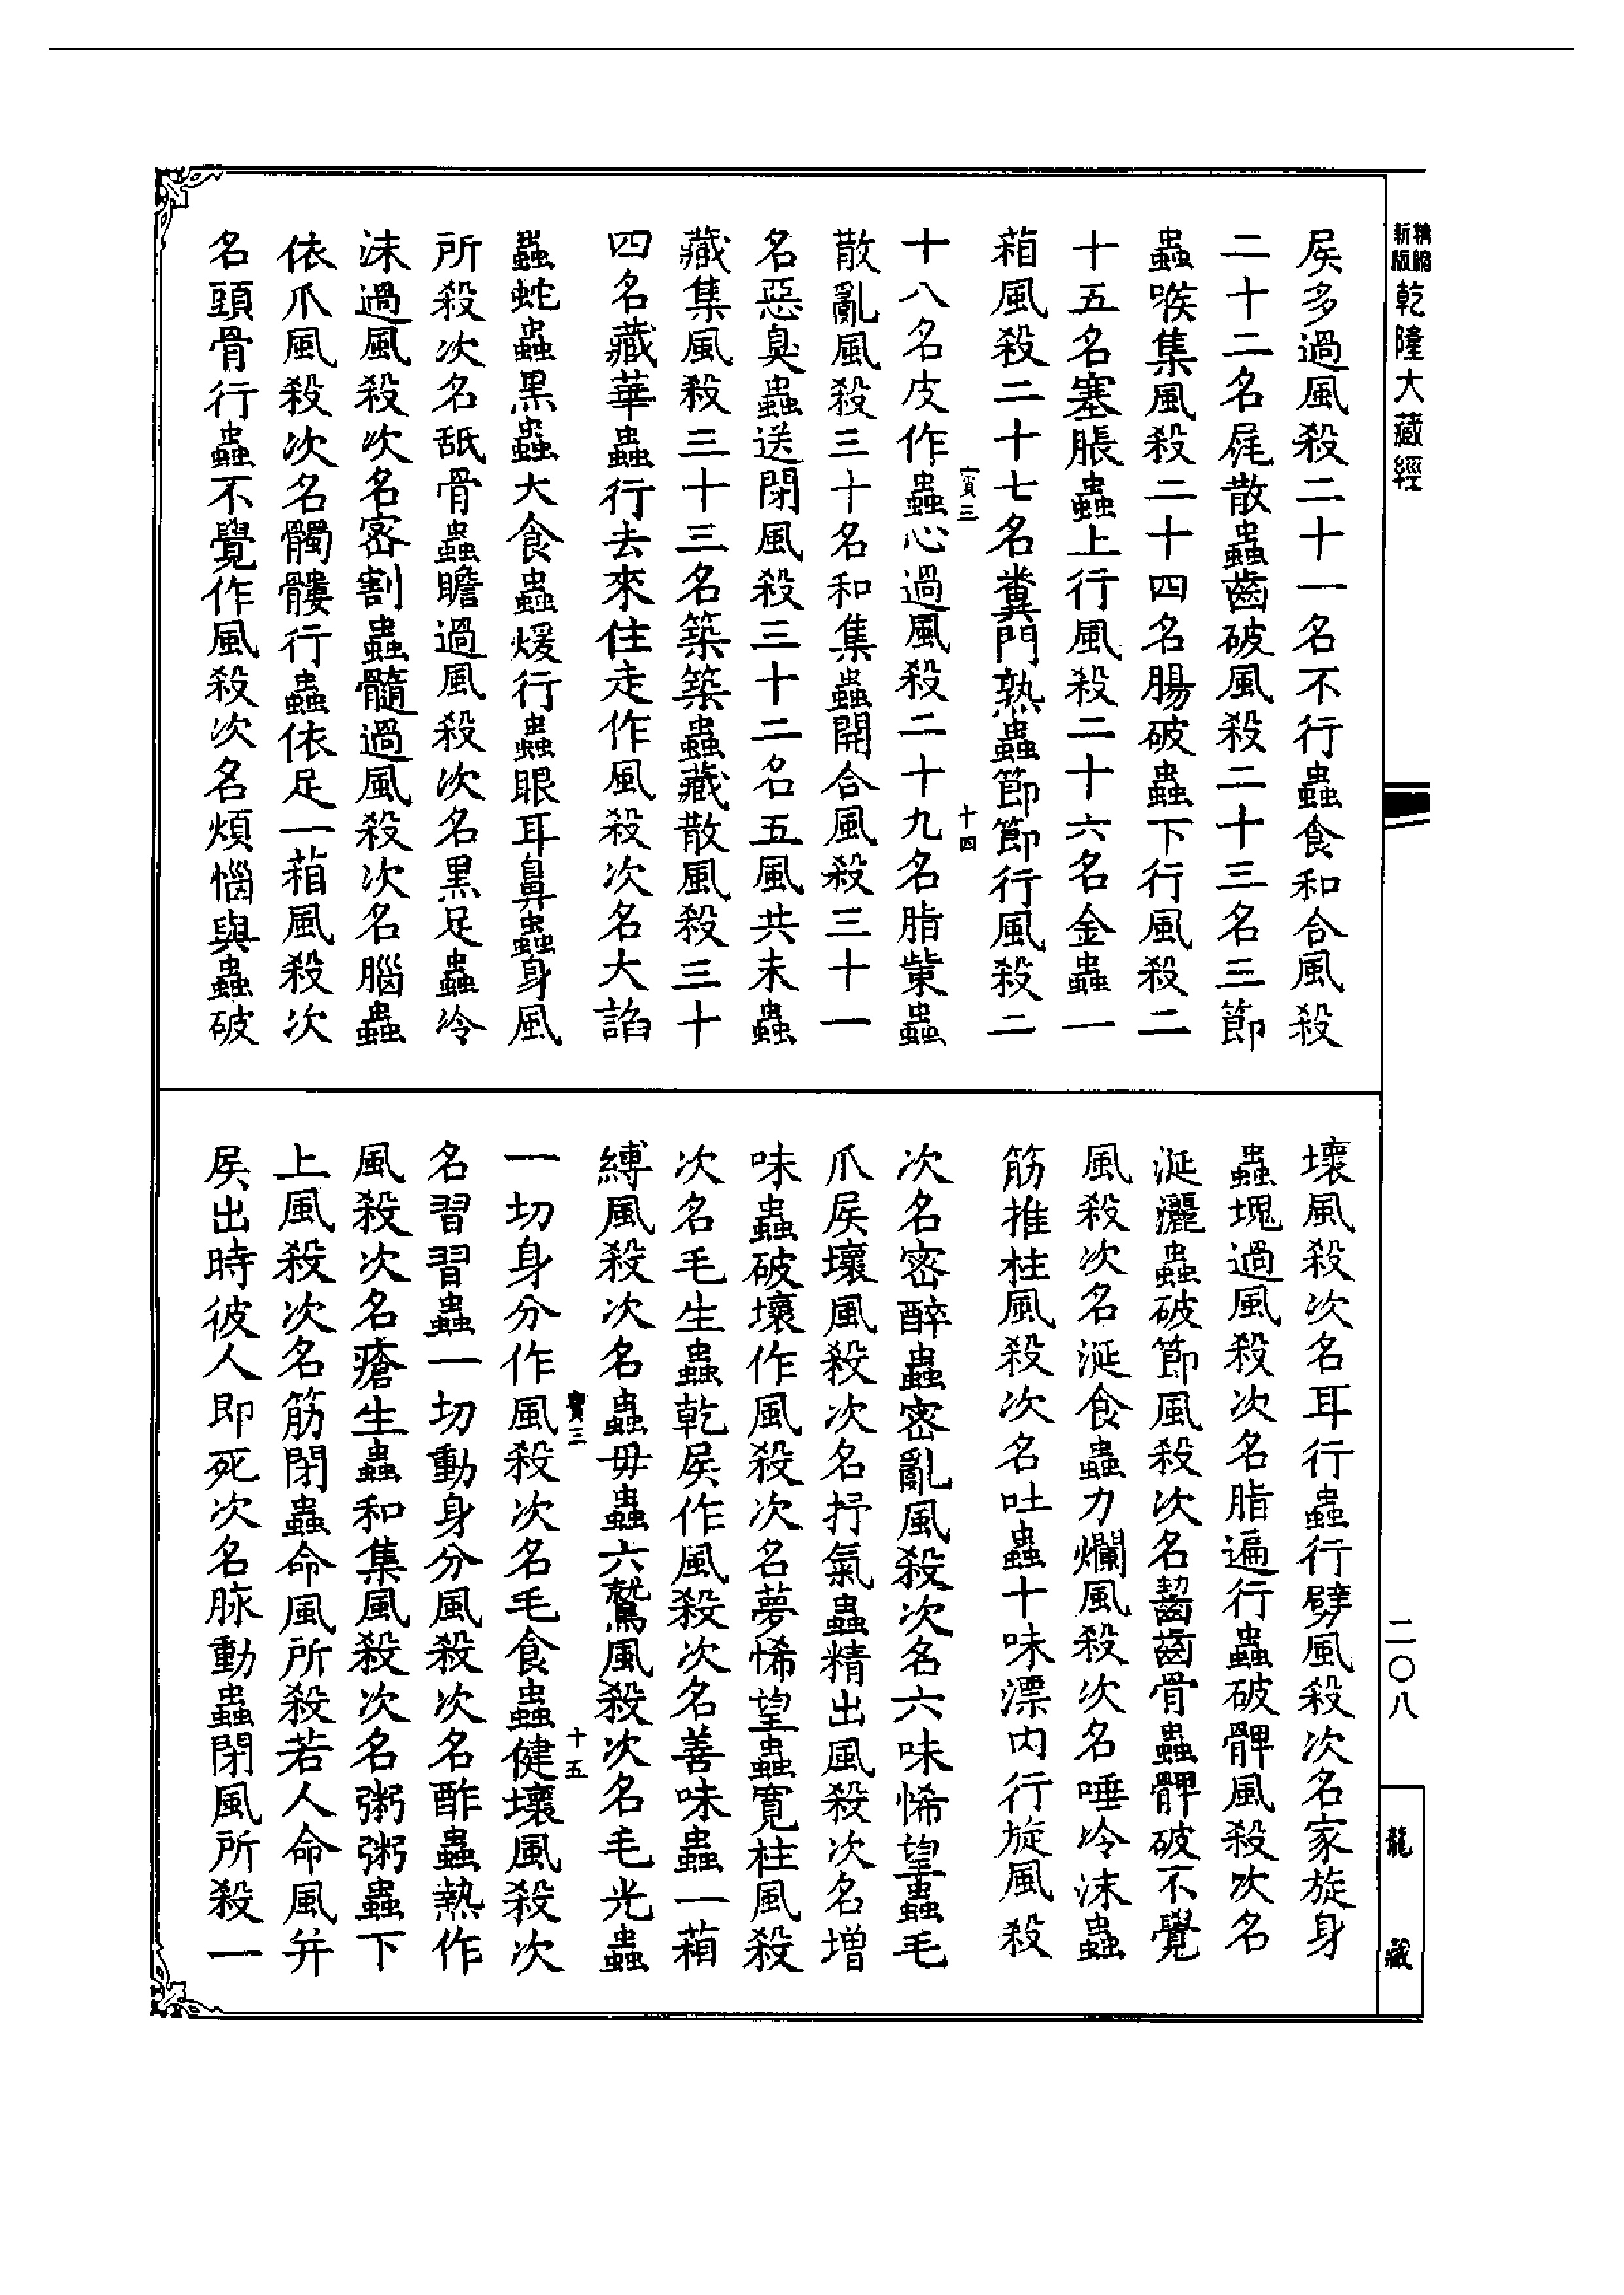 精縮新版乾隆大藏經
屎多過風殺二十一名不行蟲食和合風殺
二十二名屎散蟲齒破風殺二十三名三節
蟲喉集風殺二十四名腸破蟲下行風殺二
十五名塞脹蟲上行風殺二十六名金蟲一
葙風殺二十七名糞門熟蟲節節行風殺二
十八名皮作蟲心過風殺二十九名脂𭉨蟲
散亂風殺三十名和集蟲開合風殺三十一
名惡臭蟲送閉風殺三十二名五風共未蟲
藏集風殺三十三名築築蟲藏散風殺三十
四名藏華蟲行去來住走作風殺次名大諂
蟲蛇蟲黑蟲大食蟲煖行蟲眼耳鼻蟲身風
所殺次名舐骨蟲瞻過風殺次名黑足蟲冷
沫過風殺次名密割蟲髓過風殺次名腦蟲
依爪風殺次名髑髏行蟲依足一葙風殺次
名頭骨行蟲不覺作風殺次名煩惱與蟲破
寶三
十四
壞風殺次名耳行蟲行劈風殺次名家旋身
蟲塊過風殺次名脂遍行蟲破髀風殺次名
涎灑蟲破節風殺次名齧齒骨蟲髀破不覺
風殺次名涎食蟲力爛風殺次名唾冷沫蟲
筋推柱風殺次名吐蟲十味漂內行旋風殺
次名密醉蟲密亂風殺次名六味悕望蟲毛
爪屎壞風殺次名抒氣蟲精出風殺次名增
味蟲破壞作風殺次名夢悕望蟲寬柱風殺
次名毛生蟲乾屎作風殺次名善味蟲一葙
縛風殺次名蟲毋蟲六鷲風殺次名毛光蟲
一切身分作風殺次名毛食蟲健壞風殺次
名習習蟲一切動身分風殺次名酢蟲熱作
風殺次名瘡生蟲和集風殺次名粥粥蟲下
上風殺次名筋閉蟲命風所殺若人命風并
屎出時彼人即死次名脉動蟲閉風所殺一
寶三
十五
二〇八
龍藏